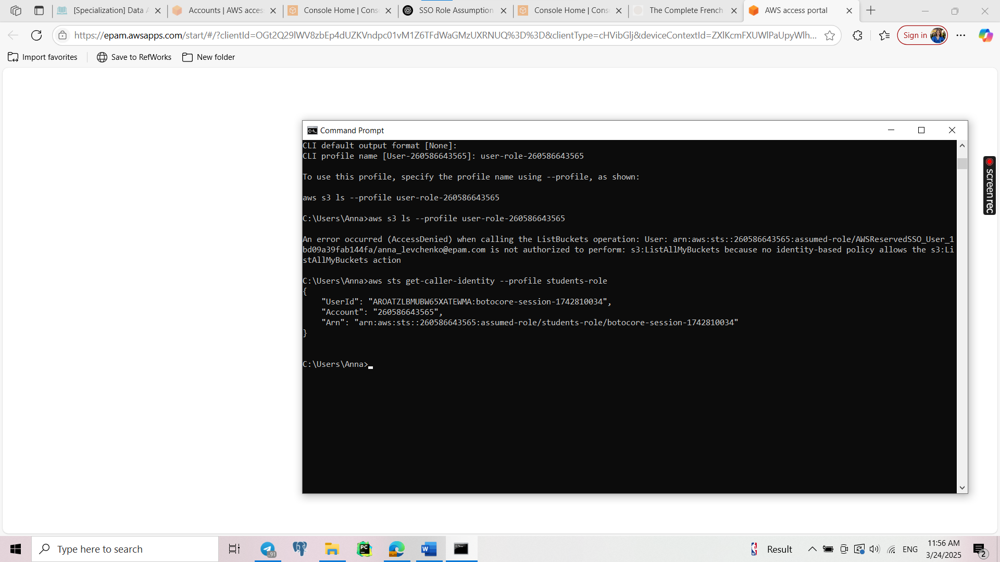 [Specialization] Data A
Accounts | AWS acces
Console Home | Cons
SSO Role Assumption
Console Home | Cons
The Complete French
AWS access portal
https://epam.awsapps.com/start/#/?clientId=OGt2Q29lWV8zbEp4dUZKVndpc01vM1Z6TFdWaGMzUXRNUQ%3D%3D&clientType=cHVibGlj&deviceContextId=ZXlKcmFXUWlPaUpyWlh...
Sign in
Import favorites
Save to RefWorks
New folder
Command Prompt
CLI default output format [None]:
CLI profile name [User-260586643565]: user-role-260586643565
To use this profile, specify the profile name using --profile, as shown:
aws s3 ls --profile user-role-260586643565
C:\Users\Anna>aws s3 ls --profile user-role-260586643565
An error occurred (AccessDenied) when calling the ListBuckets operation: User: arn:aws:sts::260586643565:assumed-role/AWSReservedSSO_User_1
bd09a39fab144fa/anna_levchenko@epam.com is not authorized to perform: s3:ListAllMyBuckets because no identity-based policy allows the s3:Li
stAllMyBuckets action
C:\Users\Anna>aws sts get-caller-identity --profile students-role
{
"UserId": "AROATZLBMUBW65XATEWMA:botocore-session-1742810034",
"Account": "260586643565",
"Arn": "arn:aws:sts::260586643565:assumed-role/students-role/botocore-session-1742810034"
}
C:\Users\Anna>
screenrec
Type here to search
91
PC
W
Result
ENG
11:56 AM
3/24/2025
2